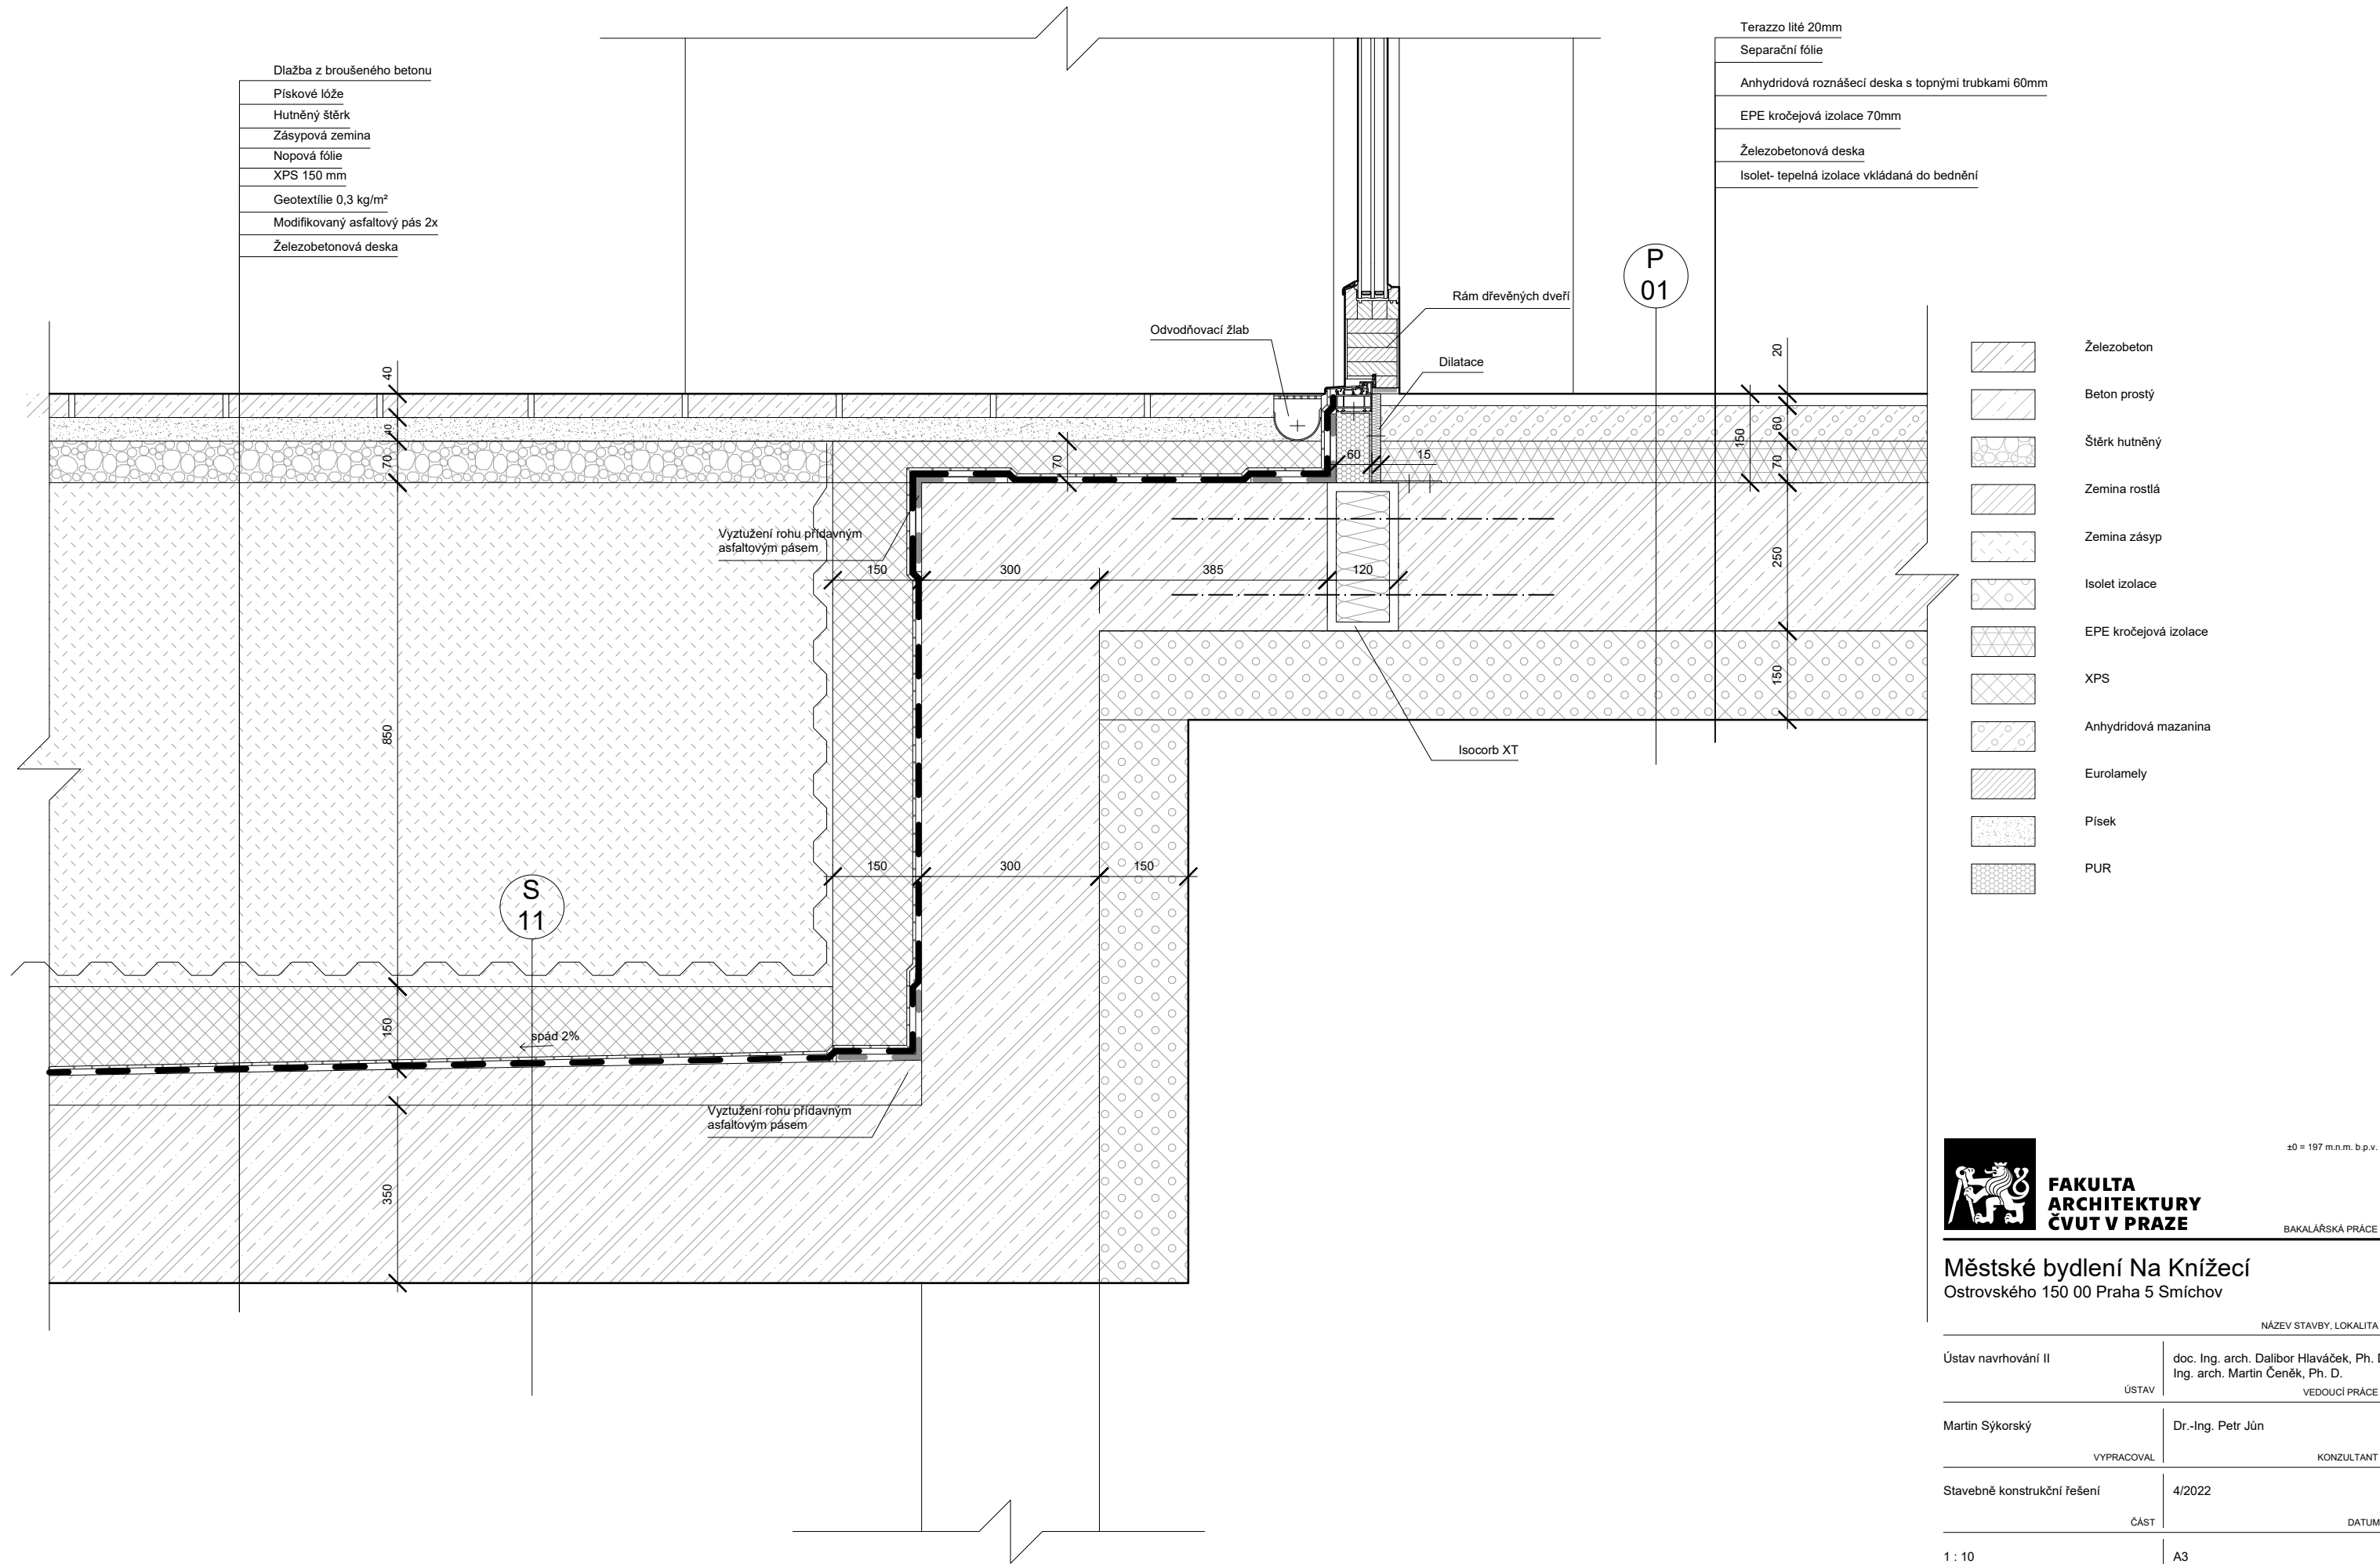 Dlažba z broušeného betonu
Pískové lóže
Hutněný štěrk
Zásypová zemina
Nopová fólie
XPS 150 mm
Geotextílie 0,3 kg/m²
Modifikovaný asfaltový pás 2x
Železobetonová deska
Terazzo lité 20mm
Separační fólie
Anhydridová roznášecí deska s topnými trubkami 60mm
EPE kročejová izolace 70mm
Železobetonová deska
Isolet- tepelná izolace vkládaná do bednění
P
01
Rám dřevěných dveří
Odvodňovací žlab
Dilatace
40
40
70
850
150
350
70
60
15
20
60
150
70
250
150
Vyztužení rohu přídavným
asfaltovým pásem
150
300
385
120
Isocorb XT
150
300
150
S
11
spád 2%
Vyztužení rohu přídavným
asfaltovým pásem
Železobeton
Beton prostý
Štěrk hutněný
Zemina rostlá
Zemina zásyp
Isolet izolace
EPE kročejová izolace
XPS
Anhydridová mazanina
Eurolamely
Písek
PUR
±0 = 197 m.n.m. b.p.v.
FAKULTA
ARCHITEKTURY
ČVUT V PRAZE
BAKALÁŘSKÁ PRÁCE
Městské bydlení Na Knížecí
Ostrovského 150 00 Praha 5 Smíchov
NÁZEV STAVBY, LOKALITA
Ústav navrhování II
ÚSTAV
doc. Ing. arch. Dalibor Hlaváček, Ph.
Ing. arch. Martin Čeněk, Ph. D.
VEDOUCÍ PRÁCE
Martin Sýkorský
VYPRACOVAL
Dr.-Ing. Petr Jůn
KONZULTANT
Stavebně konstrukční řešení
ČÁST
4/2022
DATUM
1 : 10
A3